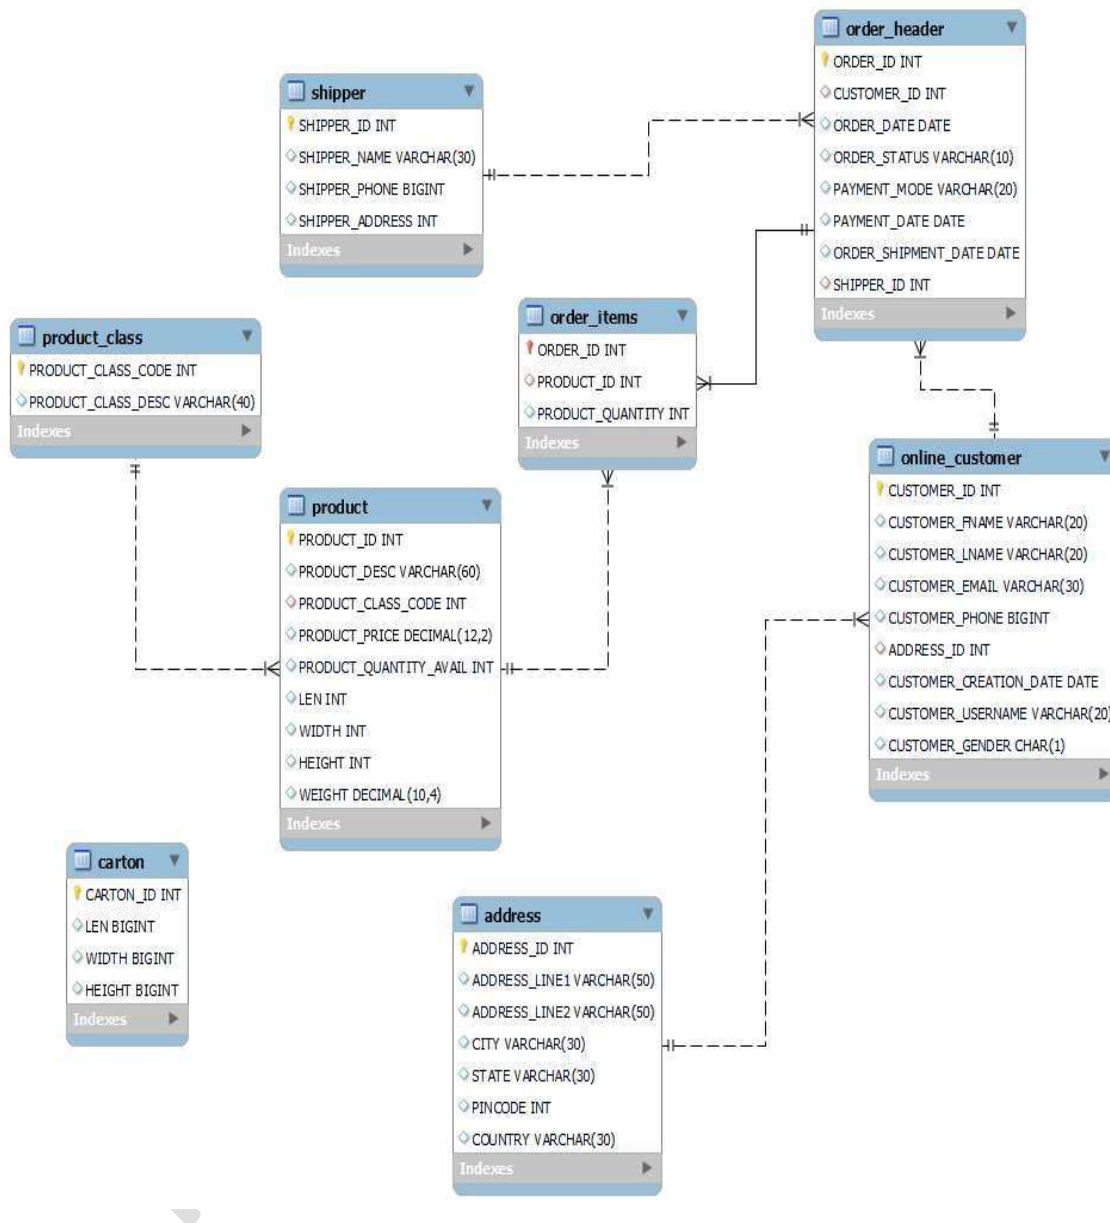 order_header
ORDER_ID INT
CUSTOMER_ID INT
ORDER_DATE DATE
ORDER_STATUS VARCHAR(10)
PAYMENT_MODE VARCHAR(20)
PAYMENT_DATE DATE
ORDER_SHIPMENT_DATE DATE
SHIPPER_ID INT
Indexes
shipper
SHIPPER_ID INT
SHIPPER_NAME VARCHAR(30)
SHIPPER_PHONE BIGINT
SHIPPER_ADDRESS INT
Indexes
order_items
ORDER_ID INT
PRODUCT_ID INT
PRODUCT_QUANTITY INT
Indexes
product_class
PRODUCT_CLASS_CODE INT
PRODUCT_CLASS_DESC VARCHAR(40)
Indexes
online_customer
CUSTOMER_ID INT
CUSTOMER_FNAME VARCHAR(20)
CUSTOMER_LNAME VARCHAR(20)
CUSTOMER_EMAIL VARCHAR(30)
CUSTOMER_PHONE BIGINT
ADDRESS_ID INT
CUSTOMER_CREATION_DATE DATE
CUSTOMER_USERNAME VARCHAR(20)
CUSTOMER_GENDER CHAR(1)
Indexes
product
PRODUCT_ID INT
PRODUCT_DESC VARCHAR(60)
PRODUCT_CLASS_CODE INT
PRODUCT_PRICE DECIMAL(12,2)
PRODUCT_QUANTITY_AVAIL INT
LEN INT
WIDTH INT
HEIGHT INT
WEIGHT DECIMAL(10,4)
Indexes
carton
CARTON_ID INT
LEN BIGINT
WIDTH BIGINT
HEIGHT BIGINT
Indexes
address
ADDRESS_ID INT
ADDRESS_LINE1 VARCHAR(50)
ADDRESS_LINE2 VARCHAR(50)
CITY VARCHAR(30)
STATE VARCHAR(30)
PINCODE INT
COUNTRY VARCHAR(30)
Indexes